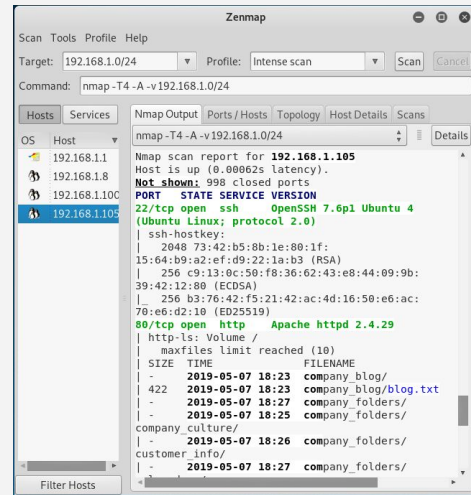 Zenmap
Scan Tools Profile Help
Target: 192.168.1.0/24 Profile: Intense scan Scan Cancel
Command: nmap -T4 -A -v 192.168.1.0/24
Hosts Services
Nmap Output Ports / Hosts Topology Host Details Scans
OS Host
nmap -T4 -A -v 192.168.1.0/24 Details
192.168.1.1
192.168.1.8
192.168.1.100
192.168.1.105
Nmap scan report for 192.168.1.105
Host is up (0.00062s latency).
Not shown: 998 closed ports
PORT STATE SERVICE VERSION
22/tcp open ssh OpenSSH 7.6p1 Ubuntu 4
(Ubuntu Linux; protocol 2.0)
| ssh-hostkey:
| 2048 73:42:b5:8b:1e:80:1f:
15:64:b9:a2:ef:d9:22:1a:b3 (RSA)
| 256 c9:13:0c:50:f8:36:62:43:e8:44:09:9b:
39:42:12:80 (ECDSA)
|_ 256 b3:76:42:f5:21:42:ac:4d:16:50:e6:ac:
70:e6:d2:10 (ED25519)
80/tcp open http Apache httpd 2.4.29
| http-ls: Volume /
| maxfiles limit reached (10)
| SIZE TIME FILENAME
| - 2019-05-07 18:23 company_blog/
| 422 2019-05-07 18:23 company_blog/blog.txt
| - 2019-05-07 18:27 company_folders/
| - 2019-05-07 18:25 company_folders/
company_culture/
| - 2019-05-07 18:26 company_folders/
customer_info/
| - 2019-05-07 18:27 company_folders/
Filter Hosts